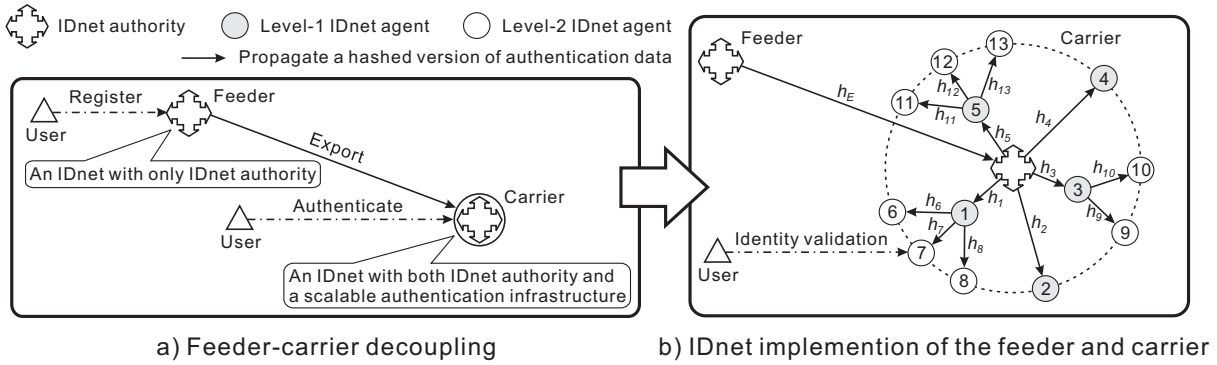 IDnet authority
Level-1 IDnet agent
Level-2 IDnet agent
Propagate a hashed version of authentication data
Register
Feeder
User
Export
An IDnet with only IDnet authority
Carrier
Authenticate
User
An IDnet with both IDnet authority and
a scalable authentication infrastructure
a) Feeder-carrier decoupling
Feeder
Carrier
13
12
4
h12
h13
hE
11
5
h11
h4
h5
h3
h10
10
3
h1
h9
6
h6
1
h7
h2
9
Identity validation
7
h8
User
8
2
b) IDnet implemention of the feeder and carrier